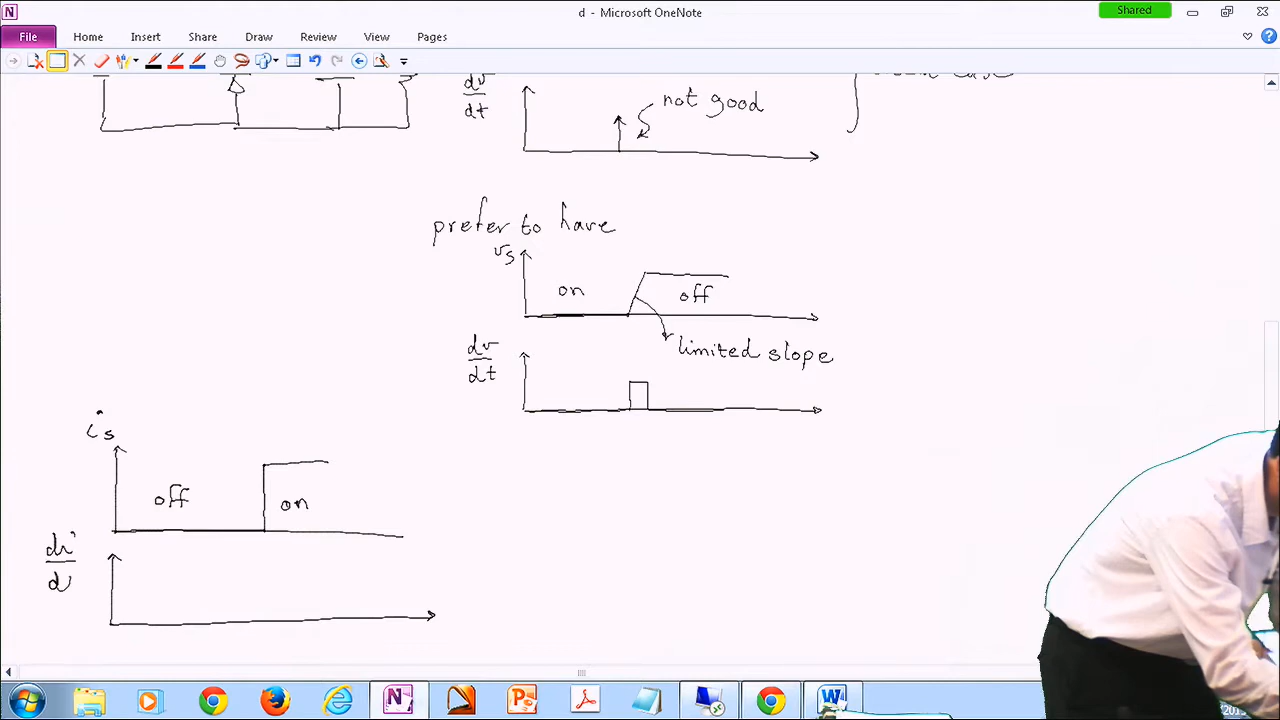 d - Microsoft OneNote
Shared
File Home Insert Share Draw Review View Pages
dv
dt
not good
prefer to have
vs
on
off
dv
dt
limited slope
is
off
on
di
d